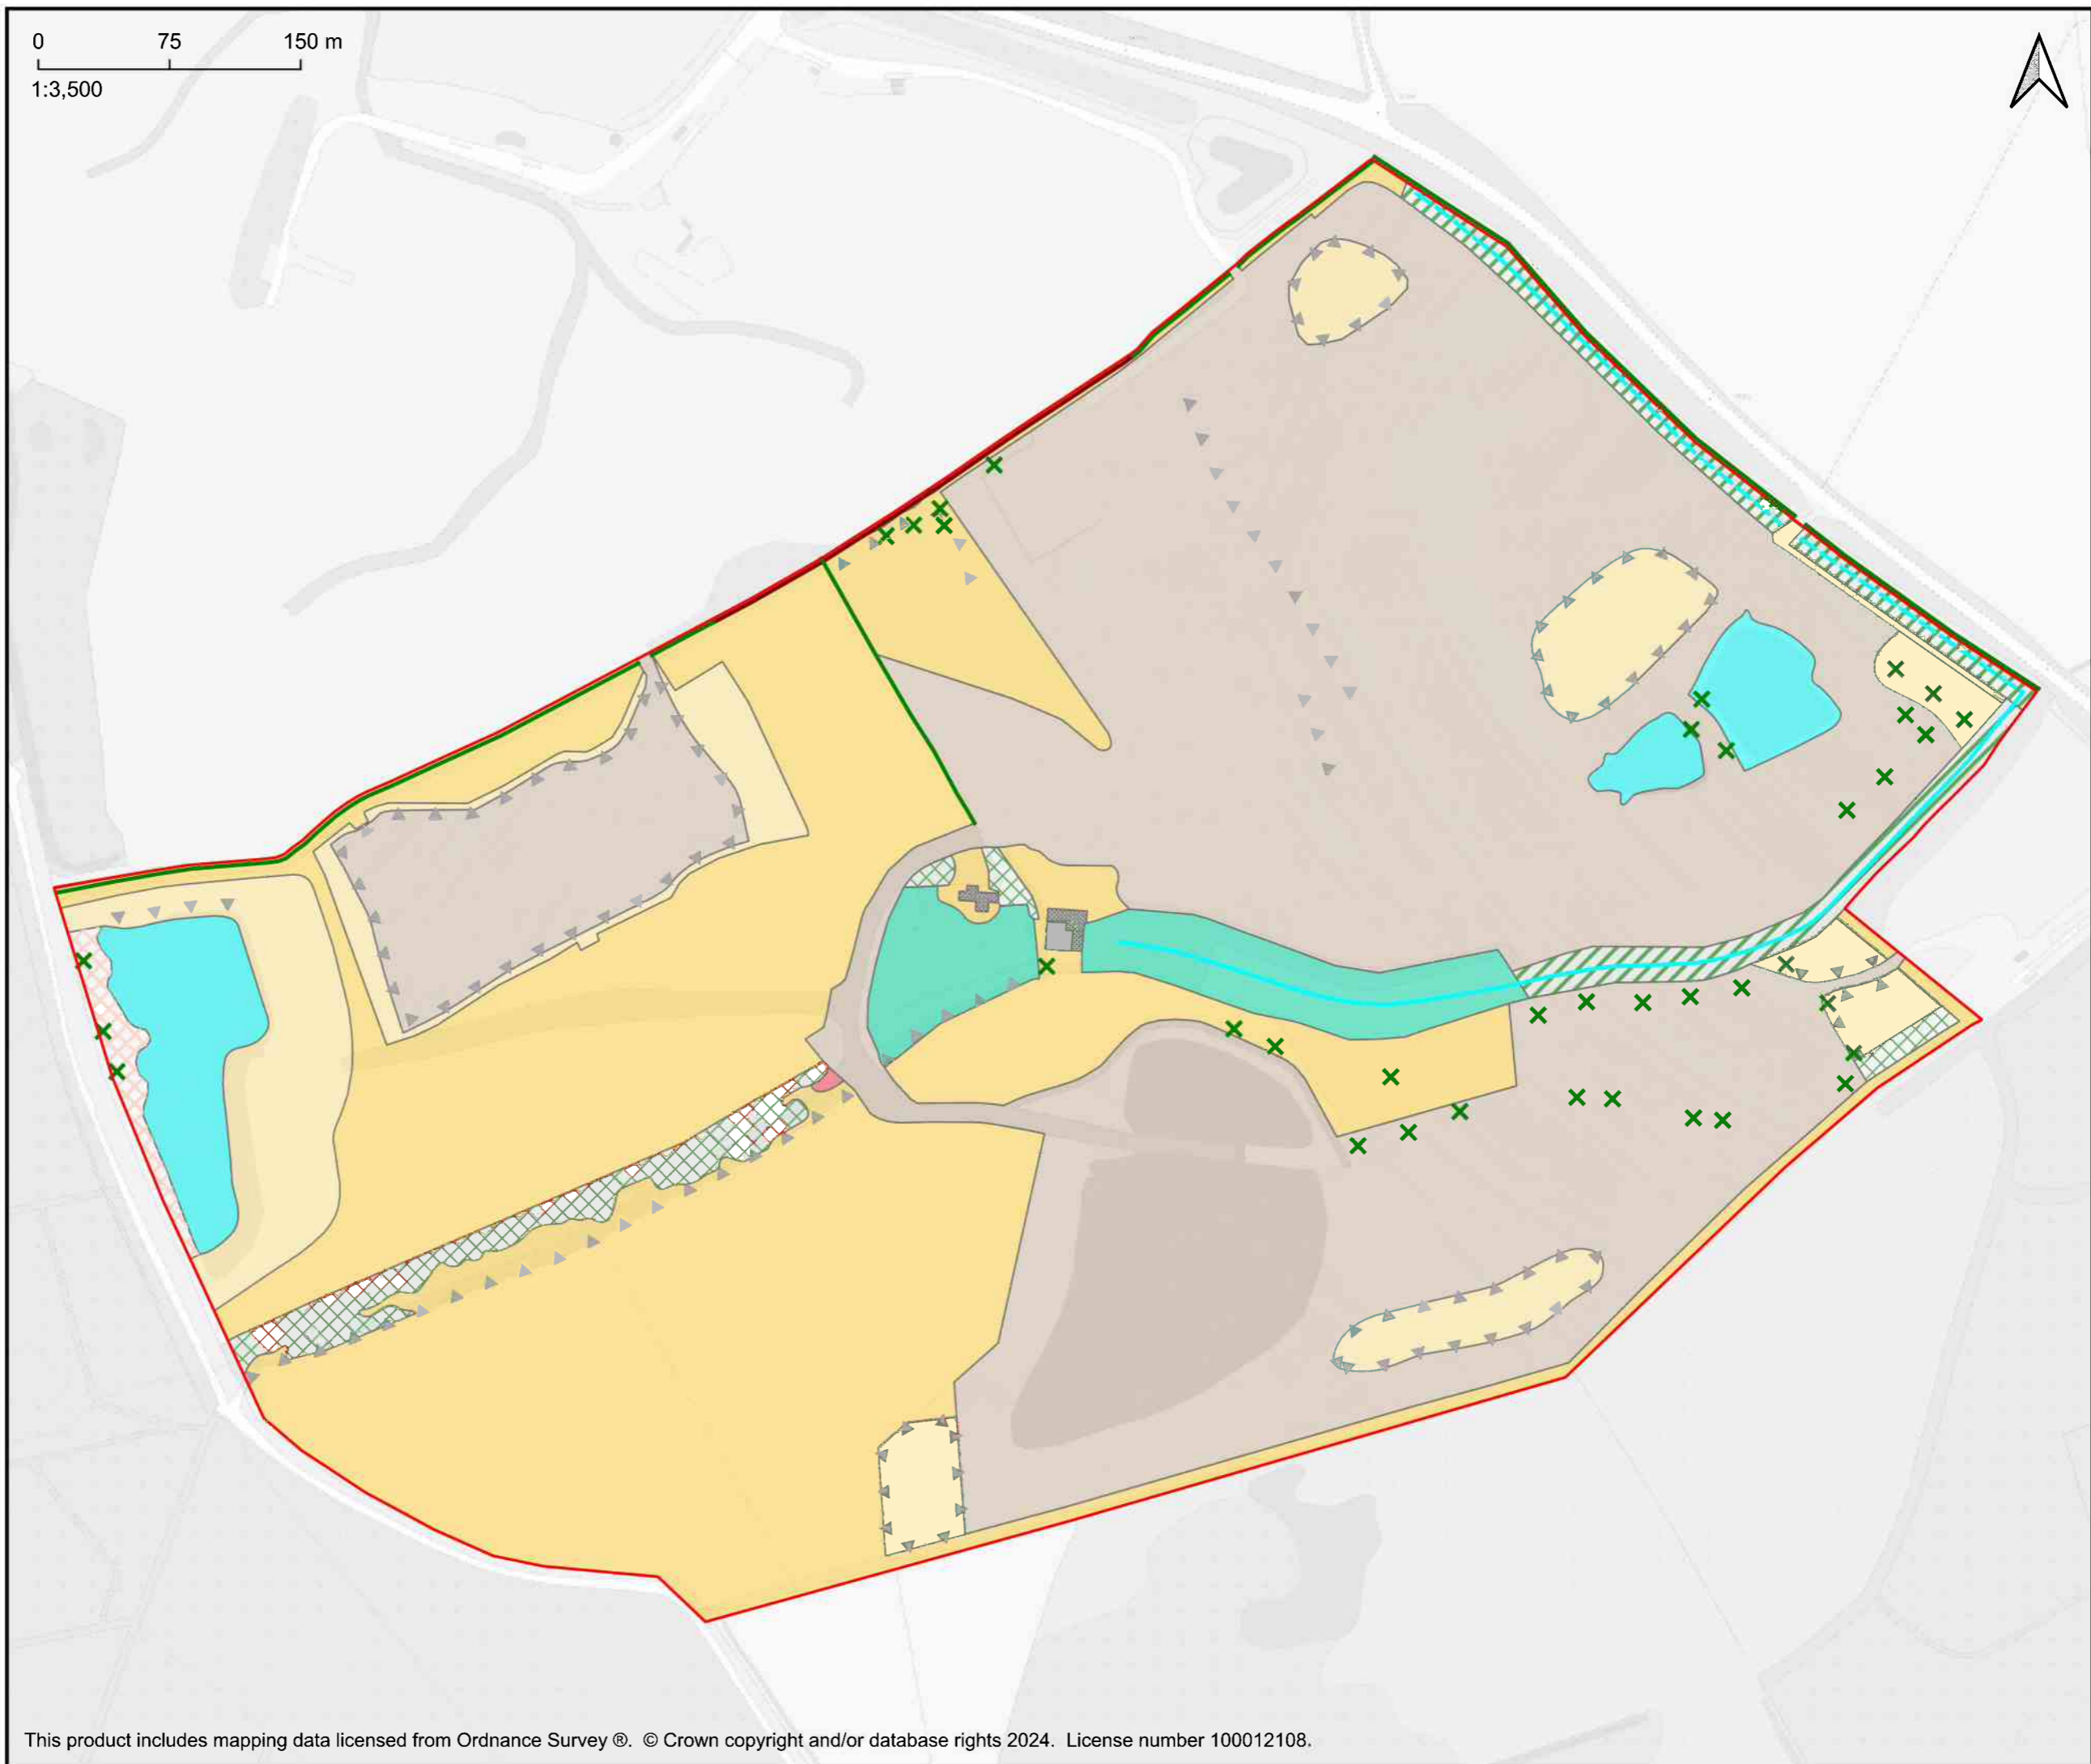 0 75 150 m
1:3,500
This product includes mapping data licensed from Ordnance Survey ®. © Crown copyright and/or database rights 2024. License number 100012108.